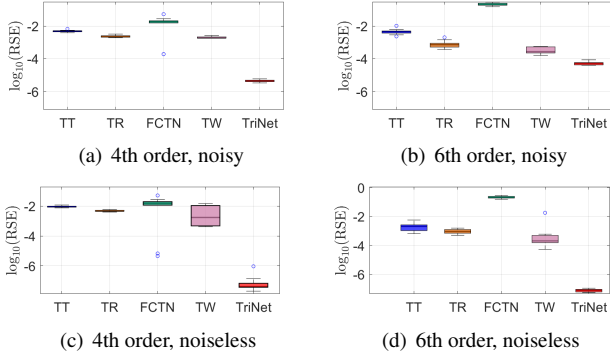 log10(RSE)
-2
-4
-6
TT TR FCTN TW TriNet
(a) 4th order, noisy
log10(RSE)
-2
-4
-6
TT TR FCTN TW TriNet
(b) 6th order, noisy
log10(RSE)
-2
-4
-6
TT TR FCTN TW TriNet
(c) 4th order, noiseless
log10(RSE)
0
-2
-4
-6
TT TR FCTN TW TriNet
(d) 6th order, noiseless